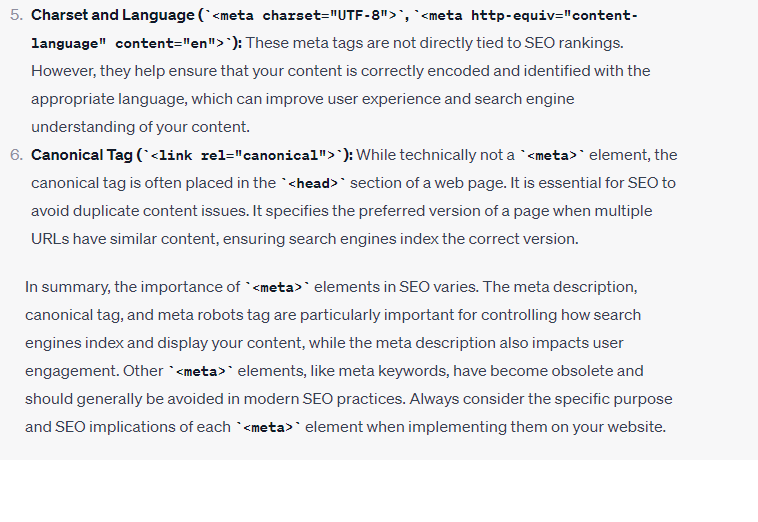 5. Charset and Language (`<meta charset="UTF-8">`, `<meta http-equiv="content-
language" content="en">`): These meta tags are not directly tied to SEO rankings.
However, they help ensure that your content is correctly encoded and identified with the
appropriate language, which can improve user experience and search engine
understanding of your content.
6. Canonical Tag (`<link rel="canonical">`): While technically not a `<meta>` element, the
canonical tag is often placed in the `<head>` section of a web page. It is essential for SEO to
avoid duplicate content issues. It specifies the preferred version of a page when multiple
URLs have similar content, ensuring search engines index the correct version.
In summary, the importance of `<meta>` elements in SEO varies. The meta description,
canonical tag, and meta robots tag are particularly important for controlling how search
engines index and display your content, while the meta description also impacts user
engagement. Other `<meta>` elements, like meta keywords, have become obsolete and
should generally be avoided in modern SEO practices. Always consider the specific purpose
and SEO implications of each `<meta>` element when implementing them on your website.